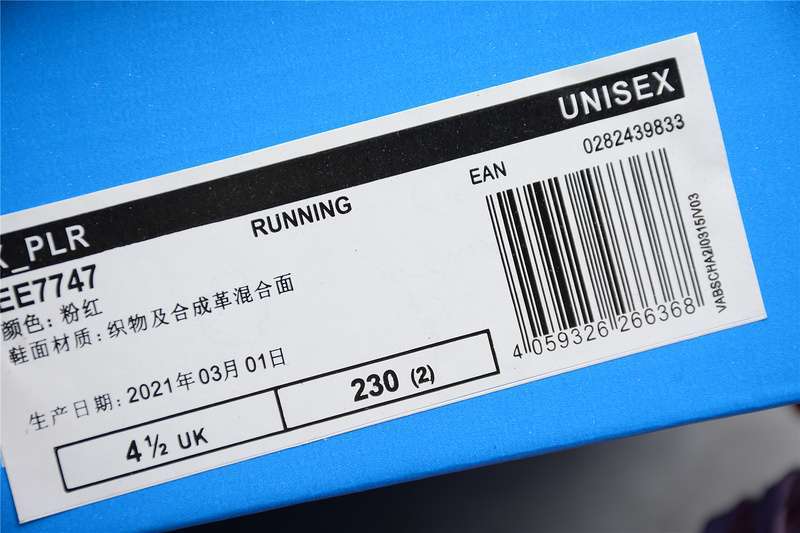 UNISEX
X_PLR
RUNNING
EAN
0282439833
EE7747
颜色: 粉红
鞋面材质: 织物及合成革混合面
生产日期: 2021年03月01日
4½ UK
230 (2)
4 059326 266368
VABSCHA2/0315/V03